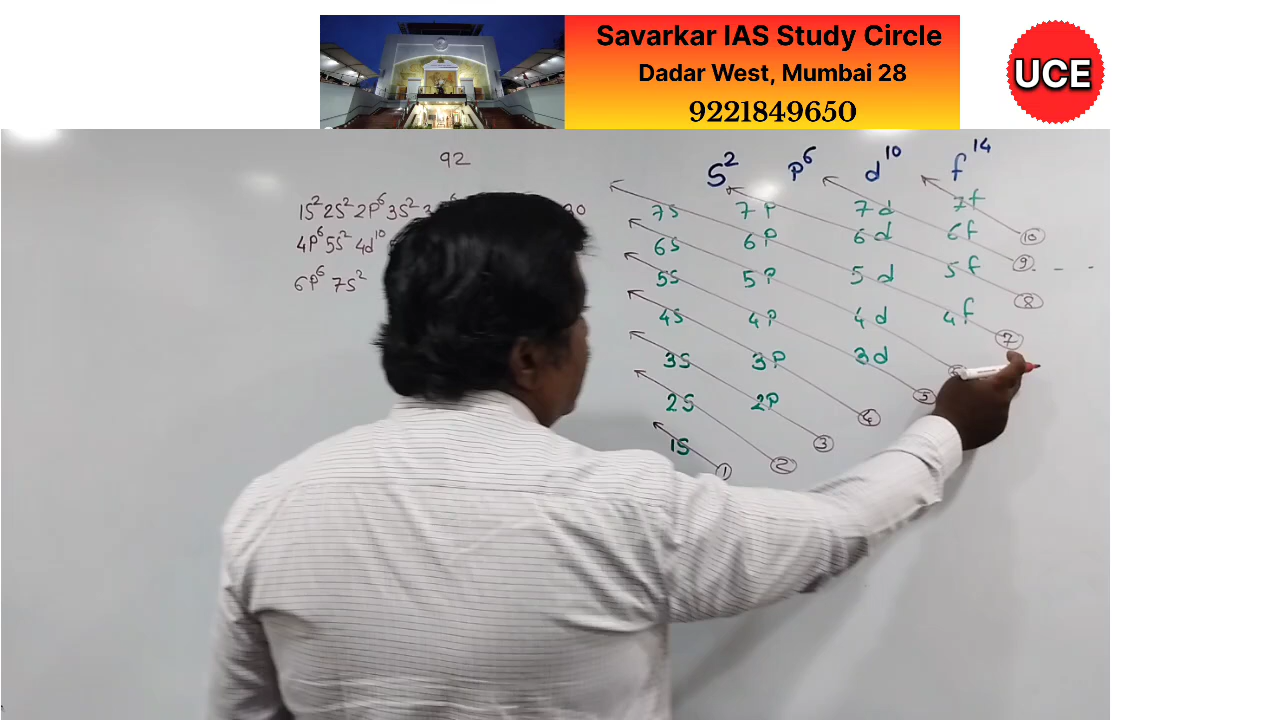 Savarkar IAS Study Circle
Dadar West, Mumbai 28
9221849650
UCE
92
1S² 2S² 2P⁶ 3S²
4P⁶ 5S² 4d¹⁰
6P⁶ 7S²
S² P⁶ d¹⁰ f¹⁴
7S 7P 7d 7f
6S 6P 6d 6f
5S 5P 5d 5f
4S 4P 4d 4f
3S 3P 3d
2S 2P
1S
10
9 - - -
8
7
6
5
4
3
2
1